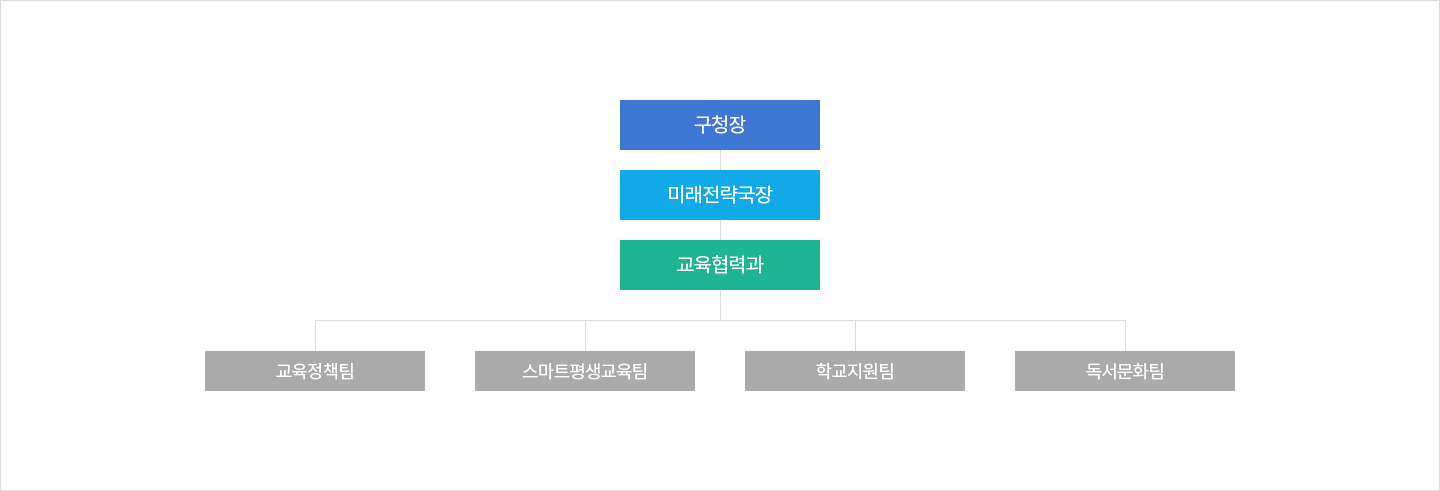 구청장
미래전략국장
교육협력과
교육정책팀
스마트평생교육팀
학교지원팀
독서문화팀